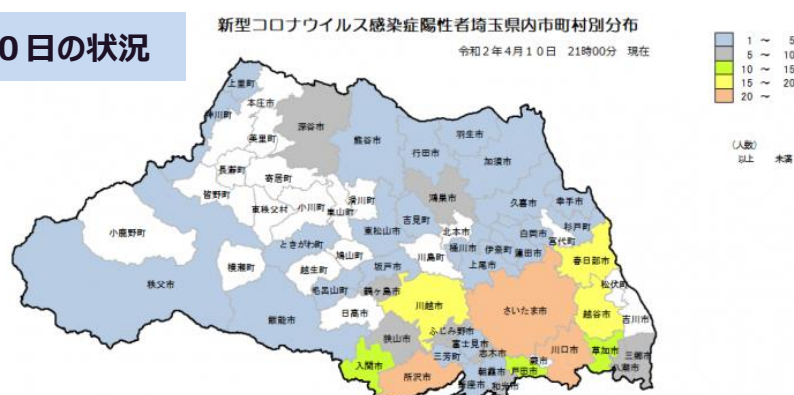 0日の状況
新型コロナウイルス感染症陽性者埼玉県内市町村別分布
令和2年4月10日 21時00分 現在
1 ～ 5
5 ～ 10
10 ～ 15
15 ～ 20
20 ～
(人数)
以上 未満
上里町
本庄市
神川町
美里町
深谷市
熊谷市
行田市
羽生市
加須市
長瀞町
寄居町
皆野町
東秩父村
小川町
嵐山町
滑川町
鴻巣市
久喜市
幸手市
小鹿野町
東松山市
吉見町
北本市
白岡市
宮代町
杉戸町
ときがわ町
鳩山町
川島町
桶川市
伊奈町
蓮田市
春日部市
横瀬町
越生町
坂戸市
上尾市
秩父市
毛呂山町
鶴ヶ島市
川越市
さいたま市
松伏町
越谷市
吉川市
飯能市
日高市
ふじみ野市
狭山市
富士見市
三芳町
志木市
川口市
草加市
三郷市
入間市
所沢市
朝霞市
戸田市
蕨市
八潮市
新座市
和光市